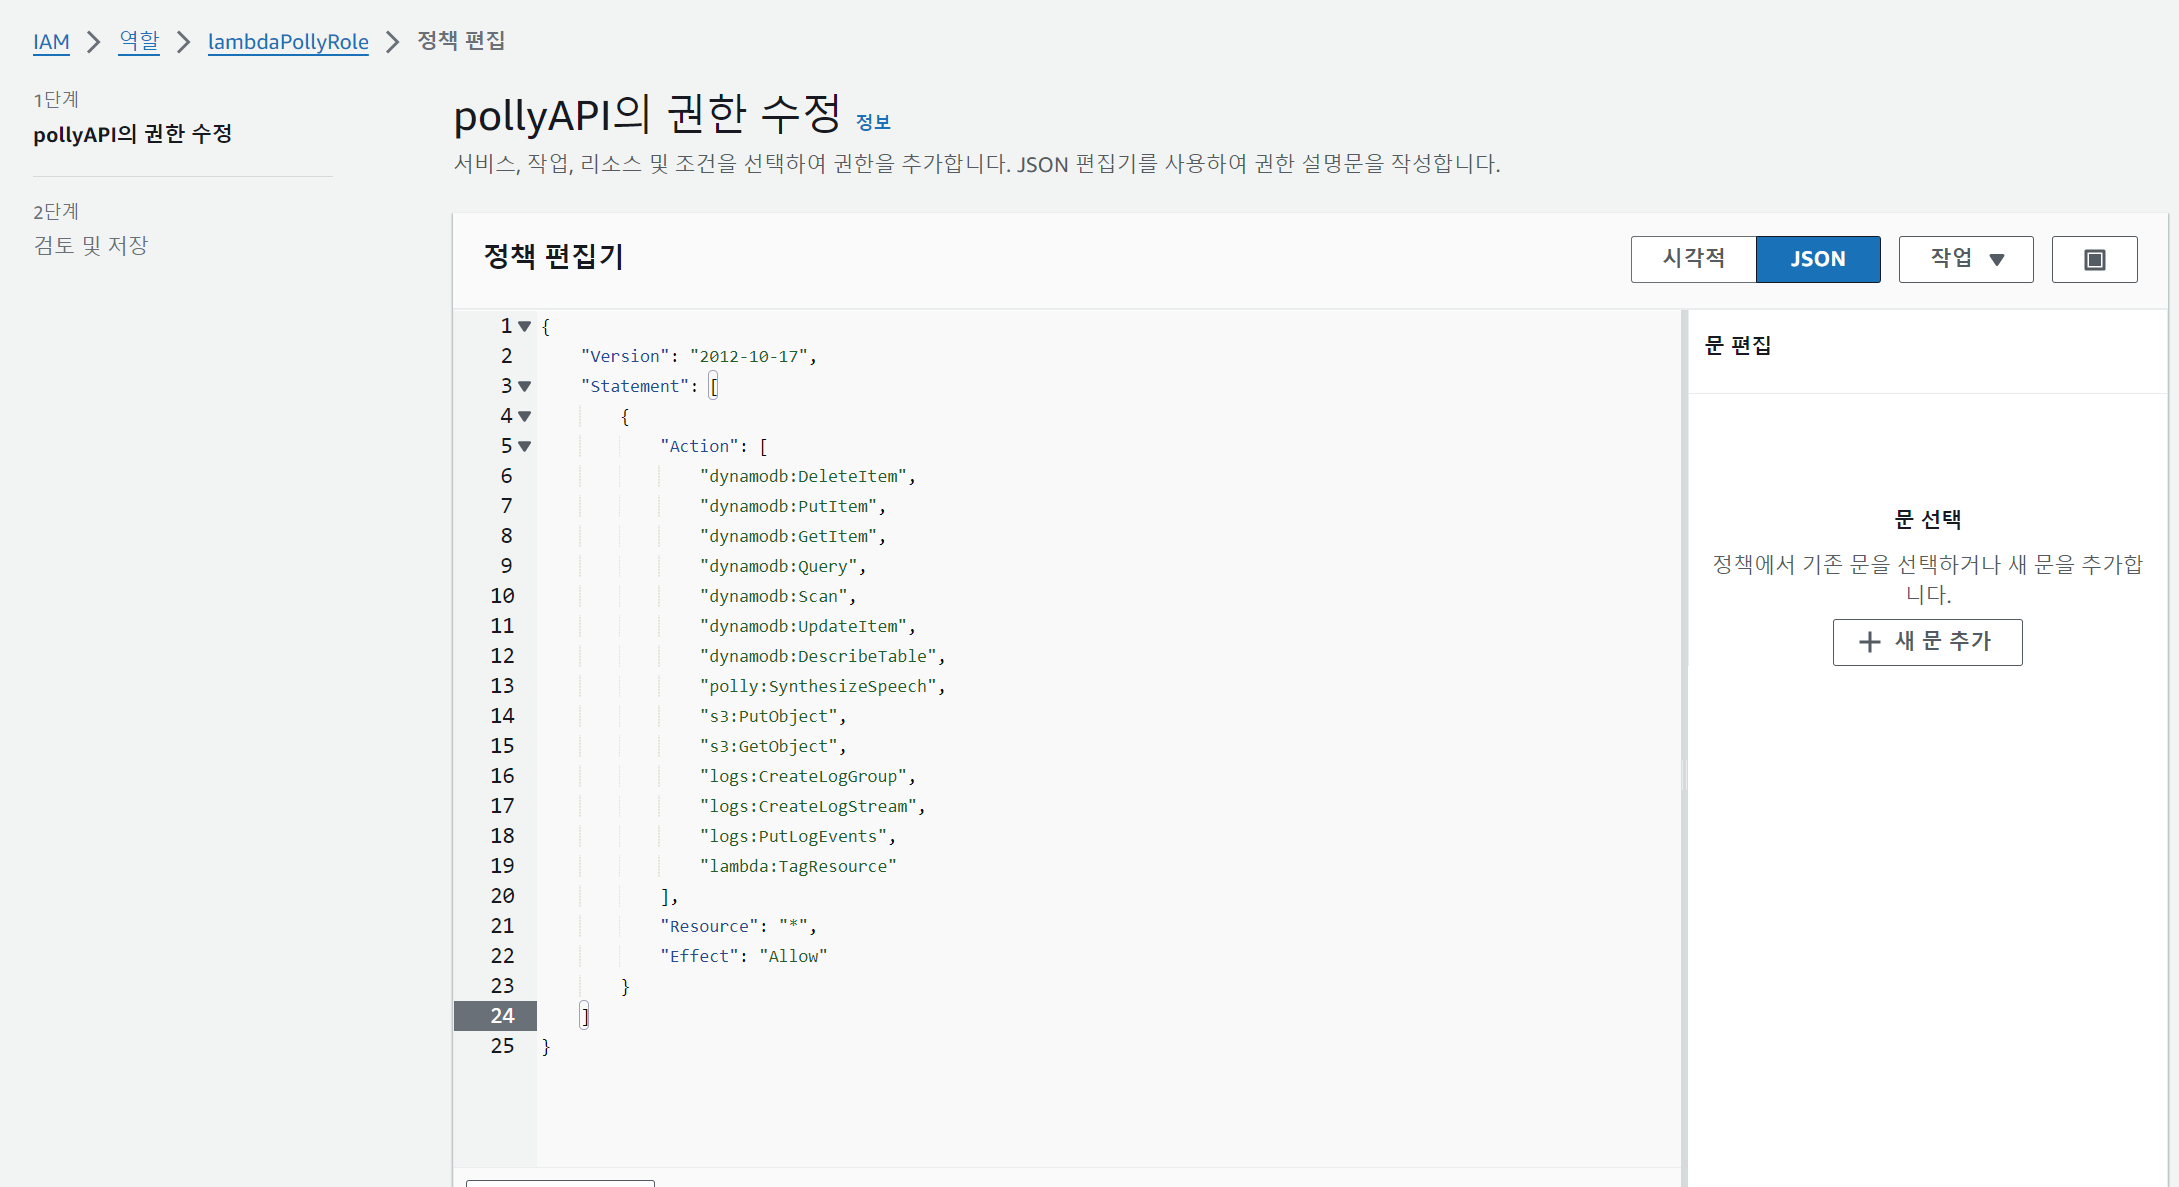 IAM > 역할 > lambdaPollyRole > 정책 편집
1단계
pollyAPI의 권한 수정
2단계
검토 및 저장
pollyAPI의 권한 수정 정보
서비스, 작업, 리소스 및 조건을 선택하여 권한을 추가합니다. JSON 편집기를 사용하여 권한 설명문을 작성합니다.
정책 편집기
시각적 JSON 작업
1 {
2 "Version": "2012-10-17",
3 "Statement": [
4 {
5 "Action": [
6 "dynamodb:DeleteItem",
7 "dynamodb:PutItem",
8 "dynamodb:GetItem",
9 "dynamodb:Query",
10 "dynamodb:Scan",
11 "dynamodb:UpdateItem",
12 "dynamodb:DescribeTable",
13 "polly:SynthesizeSpeech",
14 "s3:PutObject",
15 "s3:GetObject",
16 "logs:CreateLogGroup",
17 "logs:CreateLogStream",
18 "logs:PutLogEvents",
19 "lambda:TagResource"
20 ],
21 "Resource": "*",
22 "Effect": "Allow"
23 }
24 ]
25 }
문 편집
문 선택
정책에서 기존 문을 선택하거나 새 문을 추가합
니다.
+ 새 문 추가